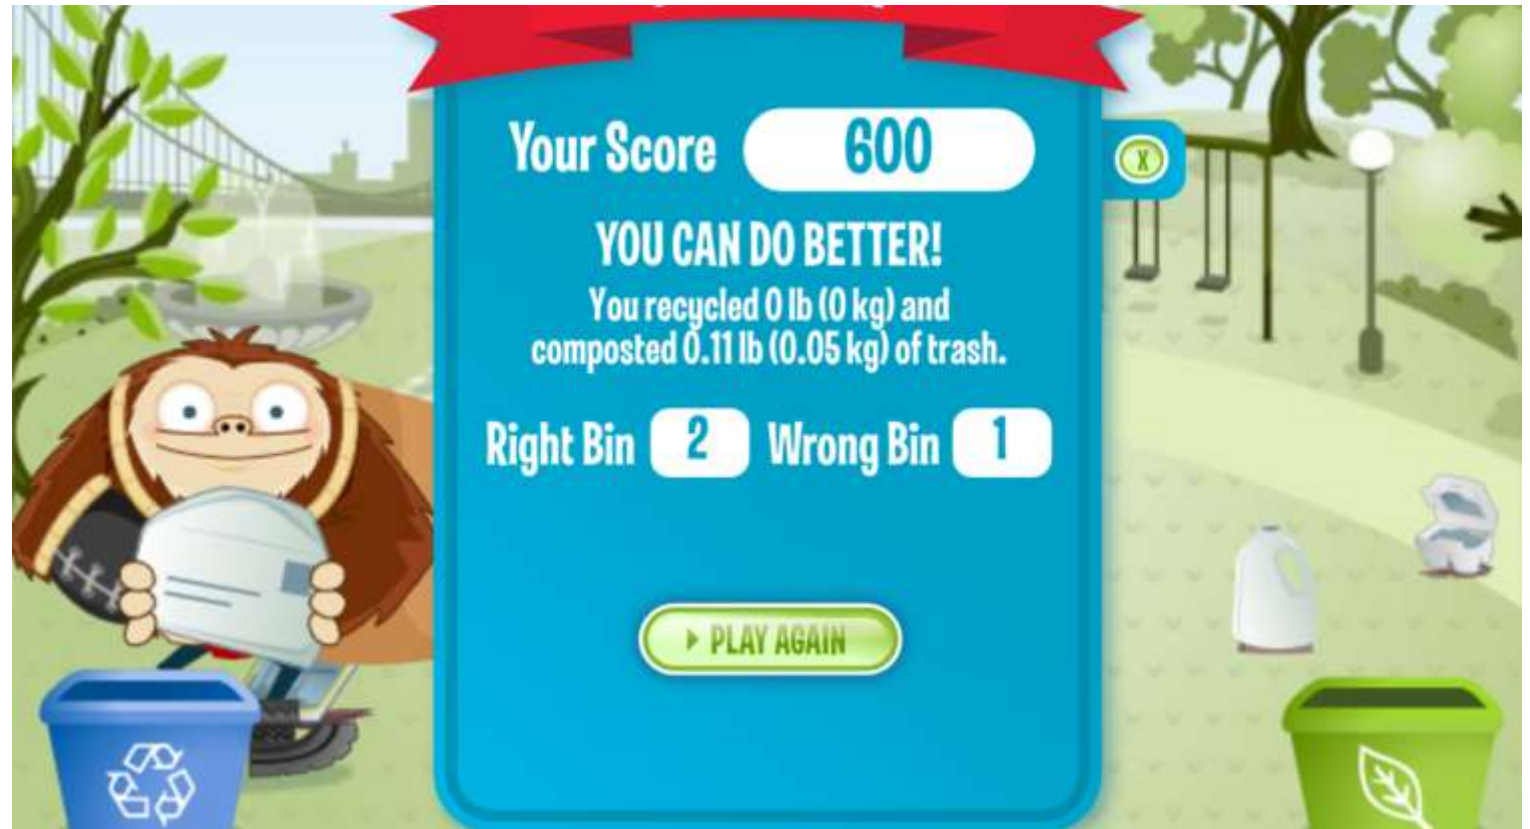 Your Score 600
X
YOU CAN DO BETTER!
You recycled 0 lb (0 kg) and
composted 0.11 lb (0.05 kg) of trash.
Right Bin 2 Wrong Bin 1
PLAY AGAIN